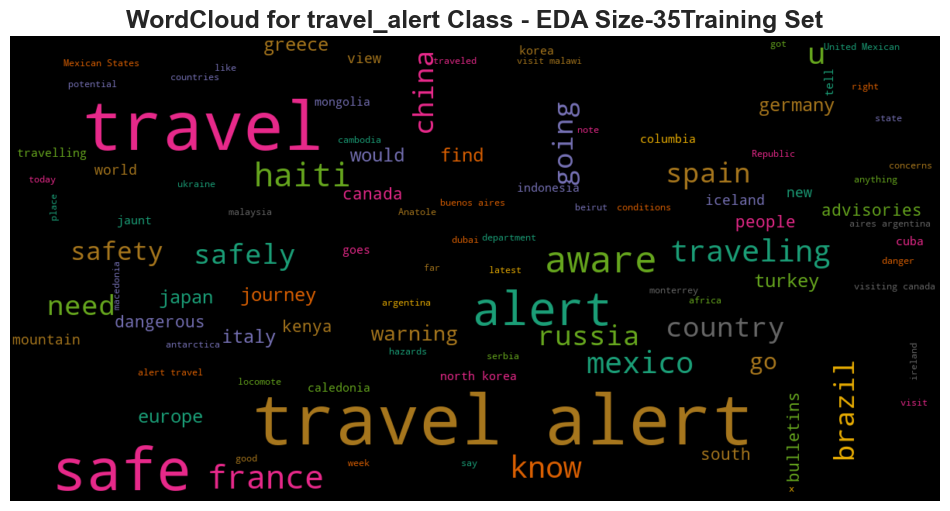 WordCloud for travel_alert Class - EDA Size-35Training Set
greece
korea
got
United Mexican
u
view
visit malawi
traveled
Mexican States
like
countries
potential
china
tell
right
mongolia
germany
state
travel
going
note
cambodia
columbia
travelling
would
find
Republic
world
haiti
spain
concerns
today
ukraine
canada
indonesia
new
anything
place
iceland
buenos aires
beirut
conditions
advisories
jaunt
malaysia
Anatole
people
aires argentina
safety
safely
goes
dubai
department
traveling
cuba
aware
danger
far
latest
macedonia
turkey
need
japan
journey
argentina
alert
monterrey
visiting canada
africa
dangerous
kenya
country
mountain
italy
warning
russia
antarctica
hazards
serbia
mexico
go
ireland
alert travel
locomote
north korea
caledonia
brazil
visit
europe
travel alert
bulletins
safe
france
good
week
say
know
south
x